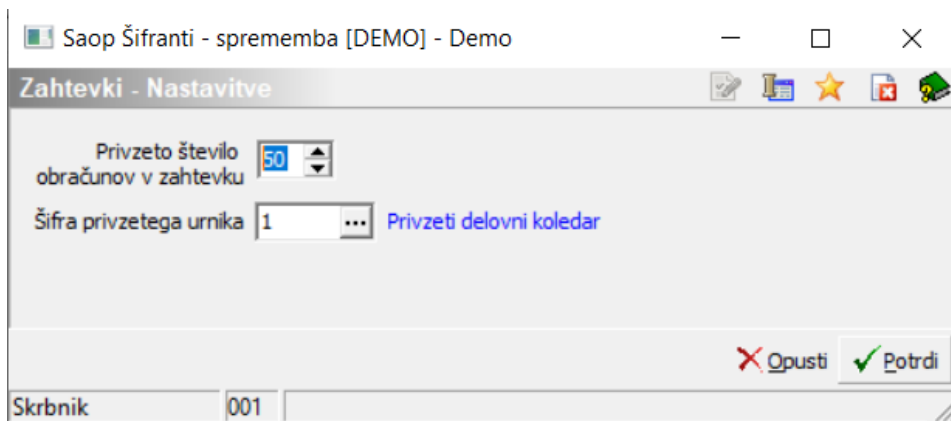 Saop Šifranti - sprememba [DEMO] - Demo
Zahtevki - Nastavitve
Privzeto število
obračunov v zahtevku 50
Šifra privzetega urnika 1 ... Privzeti delovni koledar
Opusti Potrdi
Skrbnik 001